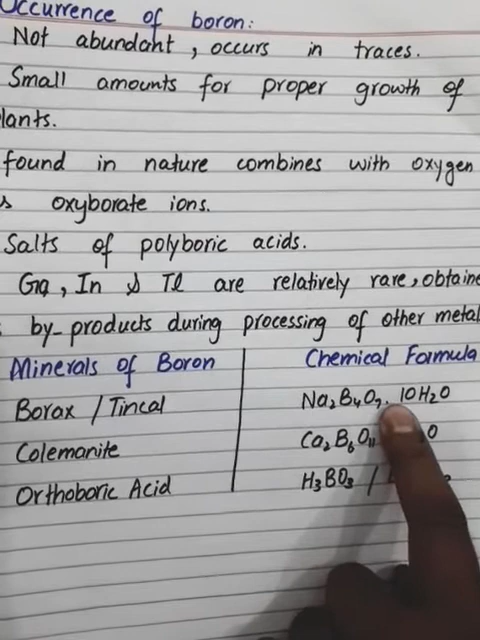 Occurrence of boron:
Not abundant, occurs in traces.
Small amounts for proper growth of
lants.
found in nature combines with oxygen
s oxyborate ions.
Salts of polyboric acids.
Ga, In & Tl are relatively rare, obtaine
by-products during processing of other metal
Minerals of Boron Chemical Formula
Borax / Tincal Na₂B₄O₇. 10H₂O
Colemanite Ca₂B₆O₁₁ O
Orthoboric Acid H₃BO₃ /